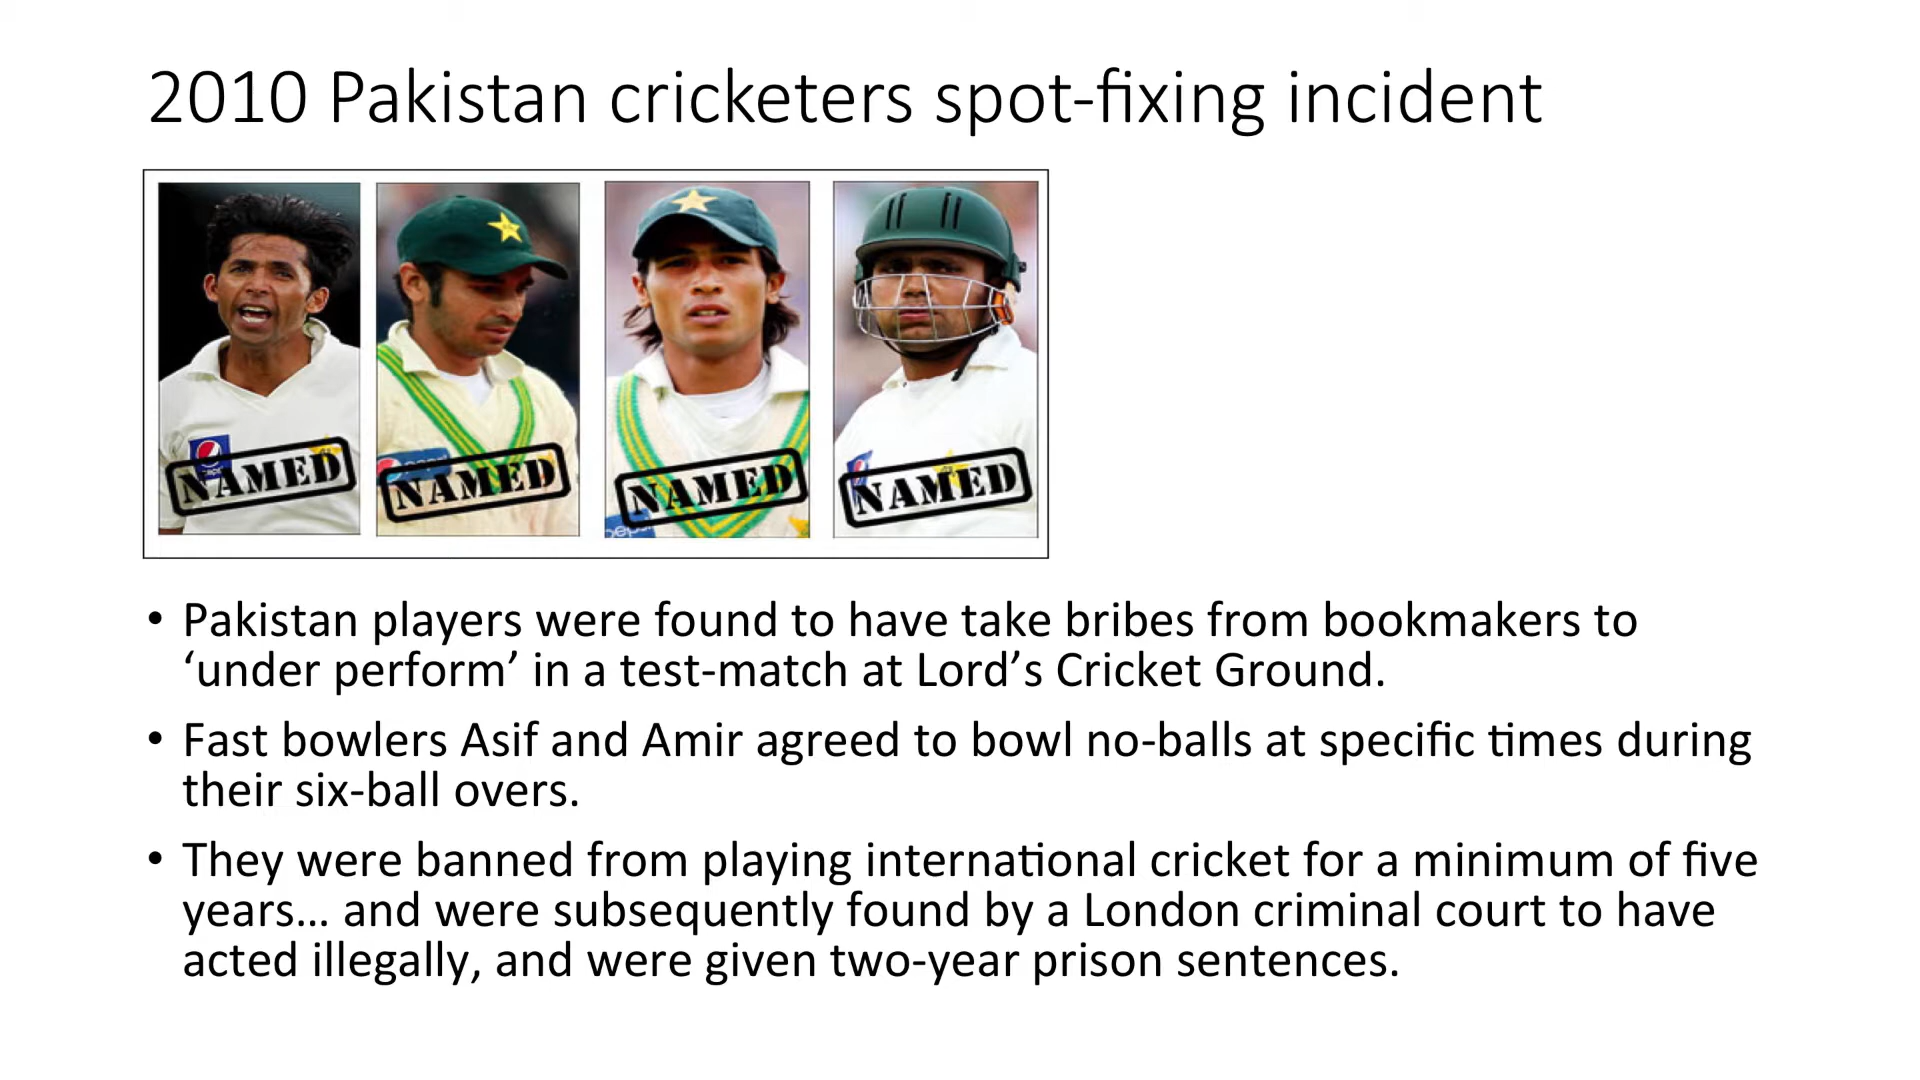 2010 Pakistan cricketers spot-fixing incident
NAMED
NAMED
NAMED
NAMED
pepsi
• Pakistan players were found to have take bribes from bookmakers to
‘under perform’ in a test-match at Lord’s Cricket Ground.
• Fast bowlers Asif and Amir agreed to bowl no-balls at specific times during
their six-ball overs.
• They were banned from playing international cricket for a minimum of five
years… and were subsequently found by a London criminal court to have
acted illegally, and were given two-year prison sentences.